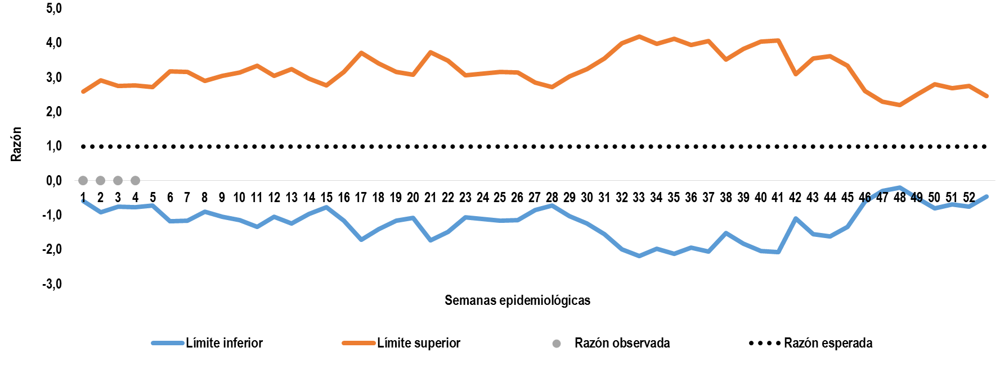 5,0
4,0
3,0
2,0
1,0
0,0
-1,0
-2,0
-3,0
Razón
1 2 3 4 5 6 7 8 9 10 11 12 13 14 15 16 17 18 19 20 21 22 23 24 25 26 27 28 29 30 31 32 33 34 35 36 37 38 39 40 41 42 43 44 45 46 47 48 49 50 51 52
Semanas epidemiológicas
Límite inferior Límite superior Razón observada Razón esperada